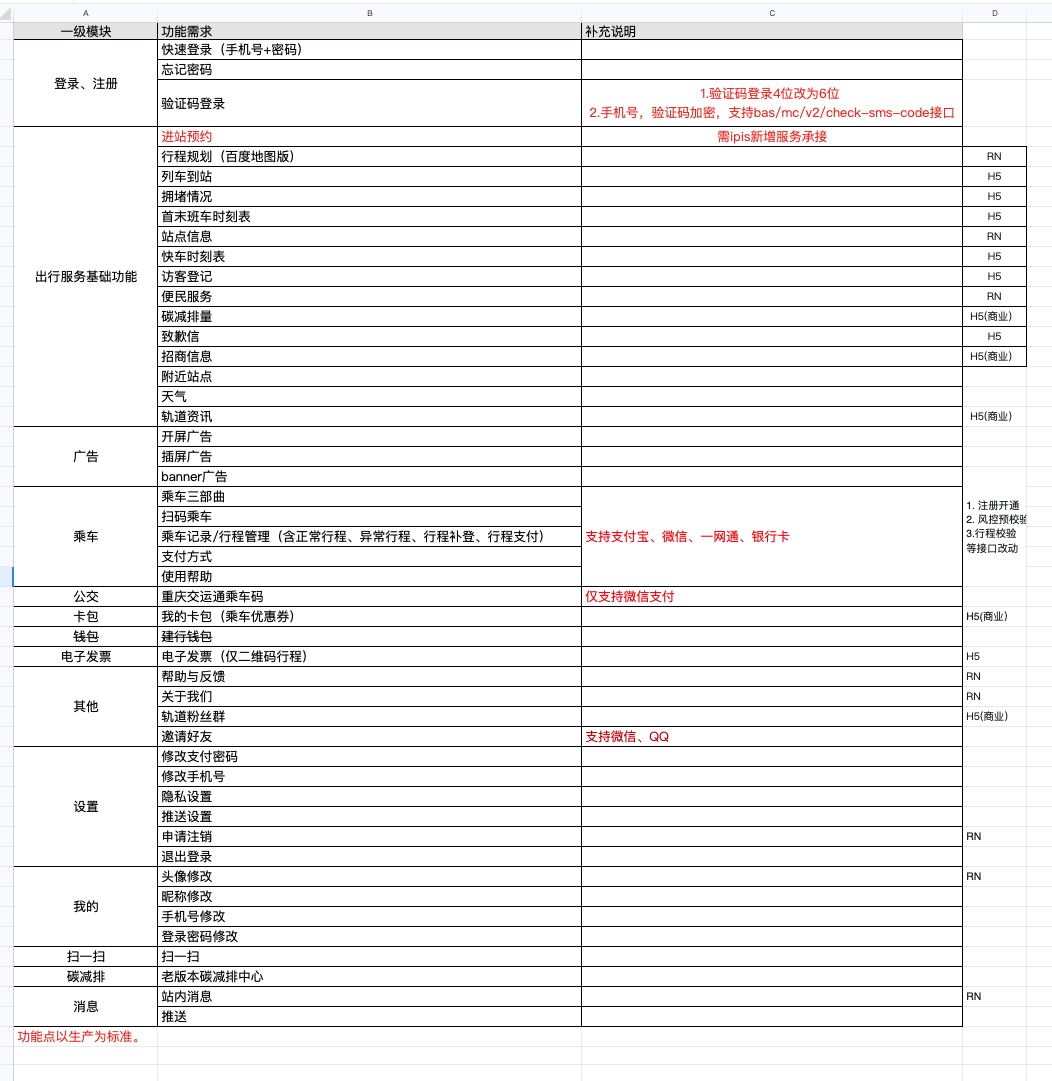 A B C D
一级模块 功能需求 补充说明
登录、注册 快速登录（手机号+密码）
忘记密码
验证码登录 1.验证码登录4位改为6位
2.手机号，验证码加密，支持bas/mc/v2/check-sms-code接口
出行服务基础功能 进站预约 需ipis新增服务承接
行程规划（百度地图版） RN
列车到站 H5
拥堵情况 H5
首末班车时刻表 H5
站点信息 RN
快车时刻表 H5
访客登记 H5
便民服务 RN
碳减排量 H5(商业)
致歉信 H5
招商信息 H5(商业)
附近站点
天气
轨道资讯 H5(商业)
广告 开屏广告
插屏广告
banner广告
乘车 乘车三部曲
扫码乘车
乘车记录/行程管理（含正常行程、异常行程、行程补登、行程支付） 支持支付宝、微信、一网通、银行卡
支付方式
使用帮助
1. 注册开通
2. 风控预校验
3.行程校验
等接口改动
公交 重庆交运通乘车码 仅支持微信支付
卡包 我的卡包（乘车优惠券） H5(商业)
钱包 建行钱包
电子发票 电子发票（仅二维码行程） H5
其他 帮助与反馈 RN
关于我们 RN
轨道粉丝群 H5(商业)
邀请好友 支持微信、QQ
设置 修改支付密码
修改手机号
隐私设置
推送设置
申请注销 RN
退出登录
我的 头像修改 RN
昵称修改
手机号修改
登录密码修改
扫一扫 扫一扫
碳减排 老版本碳减排中心
消息 站内消息 RN
推送
功能点以生产为标准。